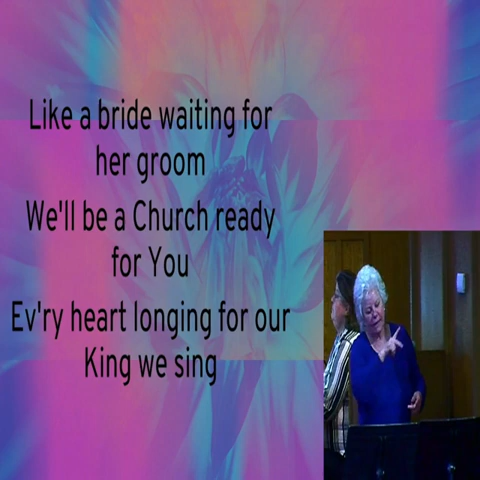 Like a bride waiting for
her groom
We'll be a Church ready
for You
Ev'ry heart longing for our
King we sing